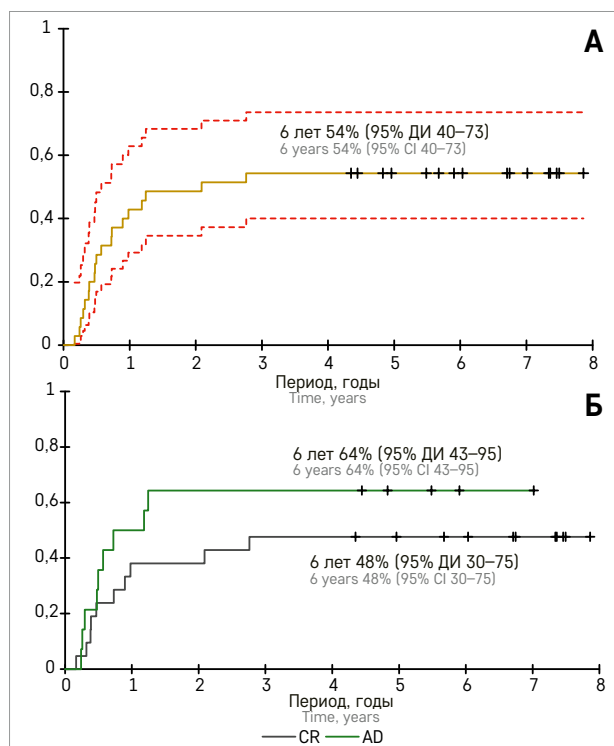 А
1
0,8
0,6
0,4
0,2
0
6 лет 54% (95% ДИ 40–73)
6 years 54% (95% CI 40–73)
0 1 2 3 4 5 6 7 8
Период, годы
Time, years
Б
1
0,8
0,6
0,4
0,2
0
6 лет 64% (95% ДИ 43–95)
6 years 64% (95% CI 43–95)
6 лет 48% (95% ДИ 30–75)
6 years 48% (95% CI 30–75)
0 1 2 3 4 5 6 7 8
Период, годы
Time, years
CR AD